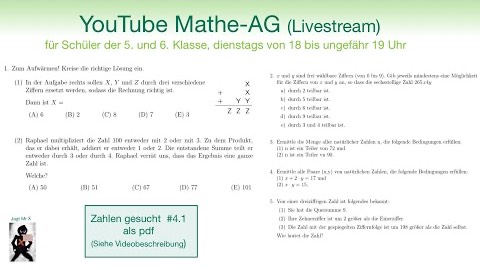 YouTube Mathe-AG (Livestream)
für Schüler der 5. und 6. Klasse, dienstags von 18 bis ungefähr 19 Uhr
1. Zum Aufwärmen! Kreise die richtige Lösung ein.
(1) In der Aufgabe rechts sollen X, Y und Z durch drei verschiedene
Ziffern ersetzt werden, sodass die Rechnung richtig ist.
Dann ist X =
(A) 6 (B) 2 (C) 8 (D) 7 (E) 3
X
+ X
+ Y Y
Z Z Z
(2) Raphael multipliziert die Zahl 100 entweder mit 2 oder mit 3. Zu dem Produkt,
das er dabei erhält, addiert er entweder 1 oder 2. Die entstandene Summe teilt er
entweder durch 3 oder durch 4. Raphael verrät uns, dass das Ergebnis eine ganze
Zahl ist.
Welche?
(A) 50 (B) 51 (C) 67 (D) 77 (E) 101
Jagt Mr X
Zahlen gesucht #4.1
als pdf
(Siehe Videobeschreibung)
2. x und y sind frei wählbare Ziffern (von 0 bis 9). Gib jeweils mindestens eine Möglichkeit
für die Ziffern von x und y an, so dass die sechsstellige Zahl
a) durch 2 teilbar ist.
b) durch 5 teilbar ist.
c) durch 6 teilbar ist.
d) durch 9 teilbar ist.
e) durch 3 und 4 teilbar ist.
3. Ermittle die Menge aller natürlichen Zahlen n, die folgende Bedingungen erfüllen.
(1) n ist ein Teiler von 72 und
(2) n ist ein Teiler von 90.
4. Ermittle alle Paare (x,y) von natürlichen Zahlen, die folgende Bedingungen erfüllen:
(1) x + 2 · y = 17 und
(2) x · y = 15.
5. Von einer dreiziffrigen Zahl ist folgendes bekannt:
(1) Sie hat die Quersumme 9.
(2) Ihre Zehnerziffer ist um 2 größer als die Einerziffer
(3) Die Zahl mit der gespiegelten Ziffernfolge ist um 198 größer als die Zahl selbst.
Wie lautet die Zahl?